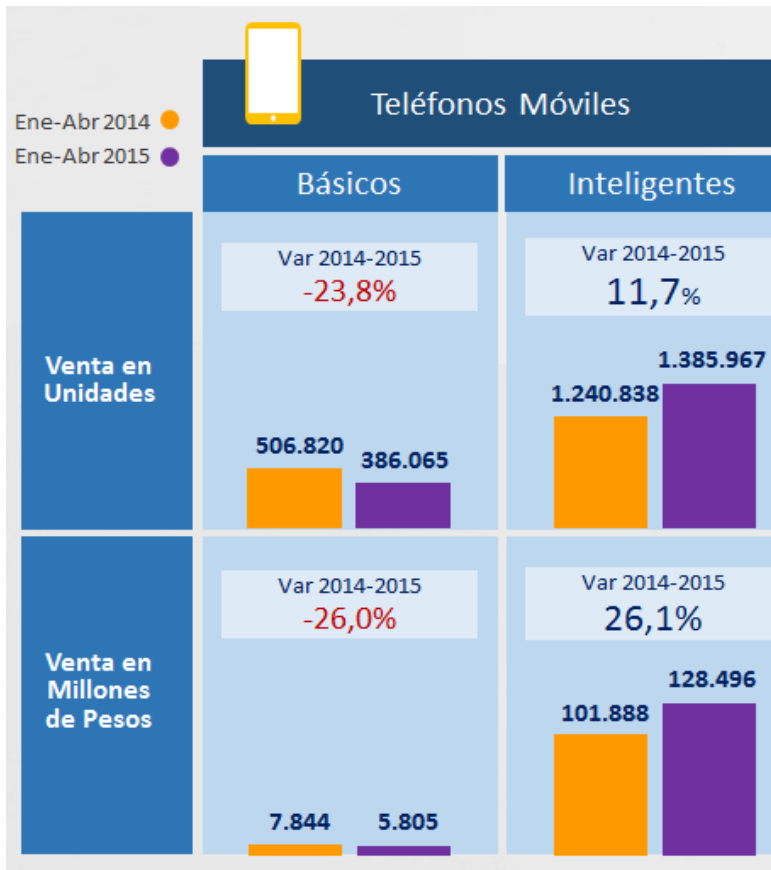 Teléfonos Móviles
Ene-Abr 2014
Ene-Abr 2015
Básicos
Inteligentes
Venta en
Unidades
Var 2014-2015
-23,8%
506.820
386.065
Var 2014-2015
11,7%
1.240.838
1.385.967
Venta en
Millones
de Pesos
Var 2014-2015
-26,0%
7.844
5.805
Var 2014-2015
26,1%
101.888
128.496